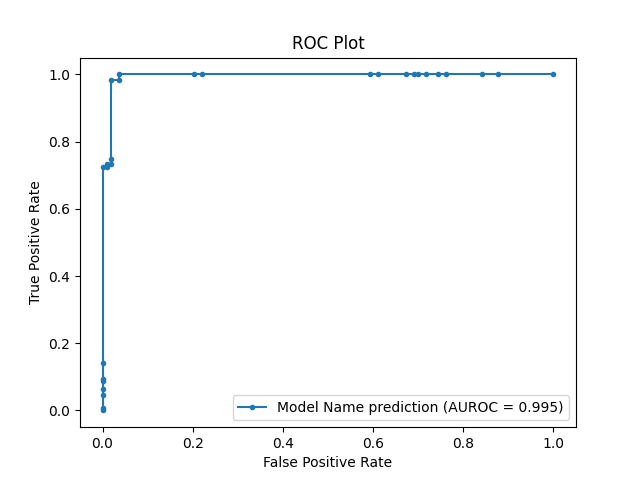 ROC Plot
1.0
0.8
0.6
0.4
0.2
0.0
True Positive Rate
Model Name prediction (AUROC = 0.995)
0.0 0.2 0.4 0.6 0.8 1.0
False Positive Rate